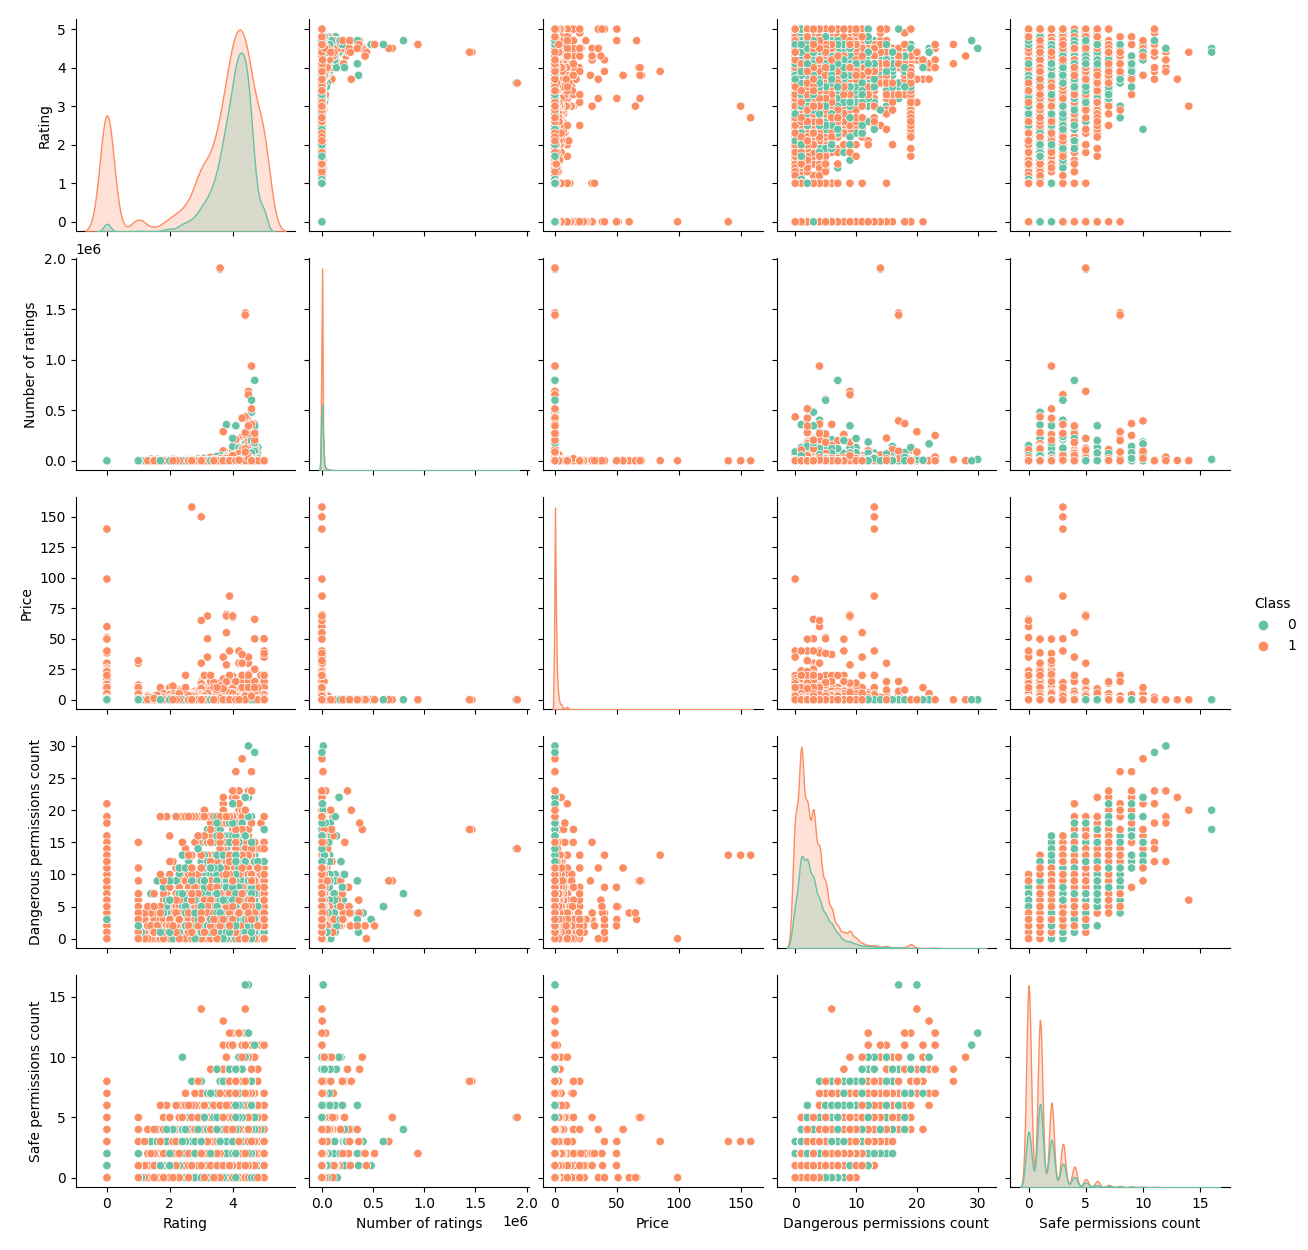 5
4
3
2
1
0
Rating
1e6
2.0
1.5
1.0
0.5
0.0
Number of ratings
150
125
100
75
50
25
0
Price
Class
0
1
30
25
20
15
10
5
0
Dangerous permissions count
15
10
5
0
Safe permissions count
0 2 4
Rating
0.0 0.5 1.0 1.5 2.0
1e6
Number of ratings
0 50 100 150
Price
0 10 20 30
Dangerous permissions count
0 5 10 15
Safe permissions count